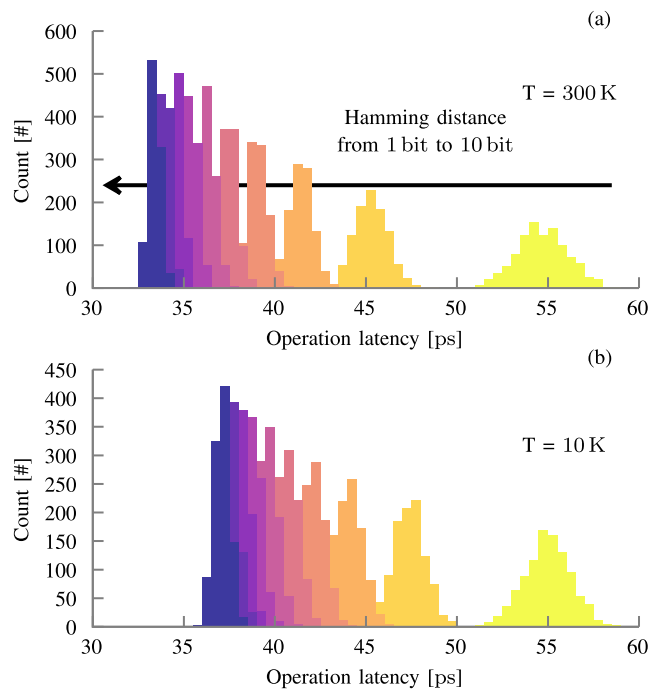 (a)
600
500
400
300
200
100
0
Count [#]
T = 300 K
Hamming distance
from 1 bit to 10 bit
30 35 40 45 50 55 60
Operation latency [ps]
(b)
450
400
350
300
250
200
150
100
50
0
Count [#]
T = 10 K
30 35 40 45 50 55 60
Operation latency [ps]